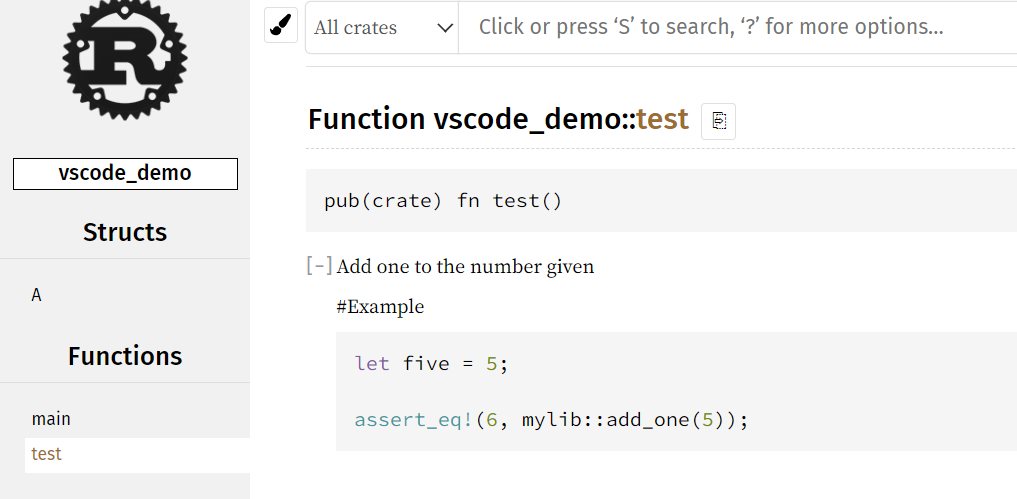 R
vscode_demo
Structs
A
Functions
main
test
All crates
Click or press ‘S’ to search, ‘?’ for more options...
Function vscode_demo::test
pub(crate) fn test()
[-] Add one to the number given
#Example
let five = 5;
assert_eq!(6, mylib::add_one(5));